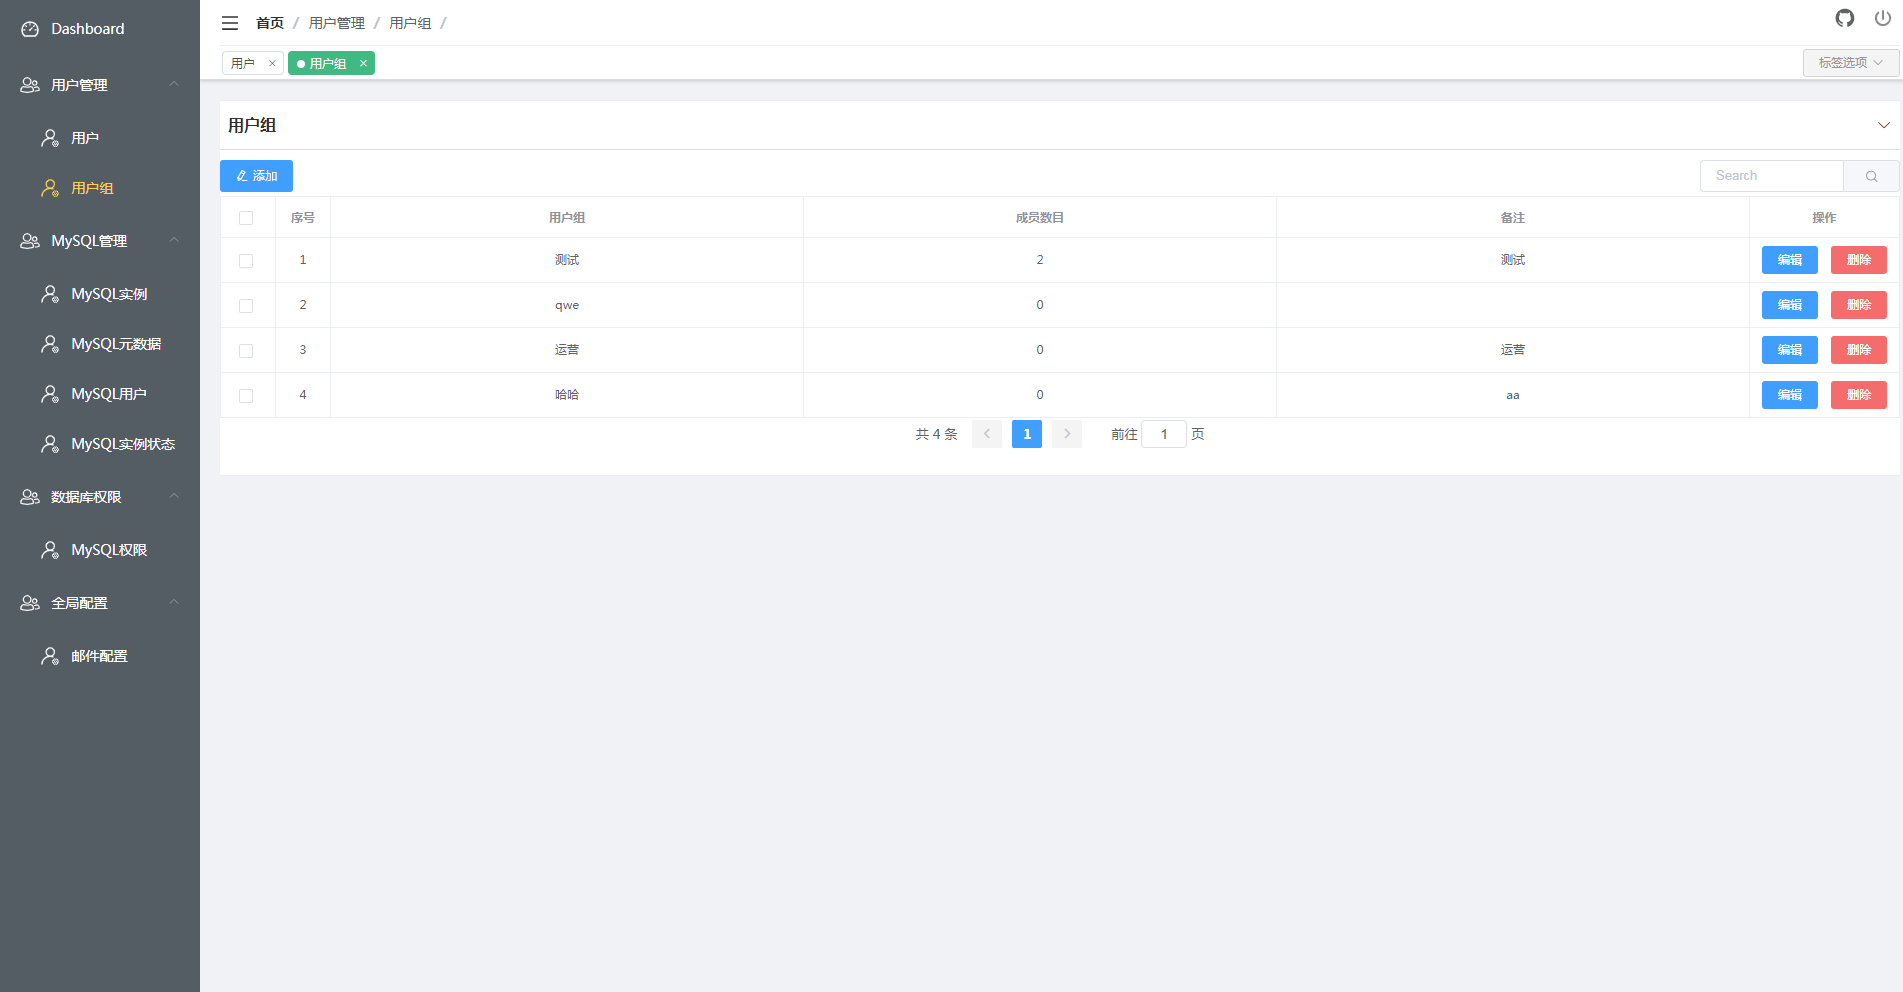 Dashboard
用户管理
用户
用户组
MySQL管理
MySQL实例
MySQL元数据
MySQL用户
MySQL实例状态
数据库权限
MySQL权限
全局配置
邮件配置
首页 / 用户管理 / 用户组 /
用户 × 用户组 × 标签选项
用户组
添加 Search
序号 用户组 成员数目 备注 操作
1 测试 2 测试 编辑 删除
2 qwe 0 编辑 删除
3 运营 0 运营 编辑 删除
4 哈哈 0 aa 编辑 删除
共 4 条 1 前往 1 页